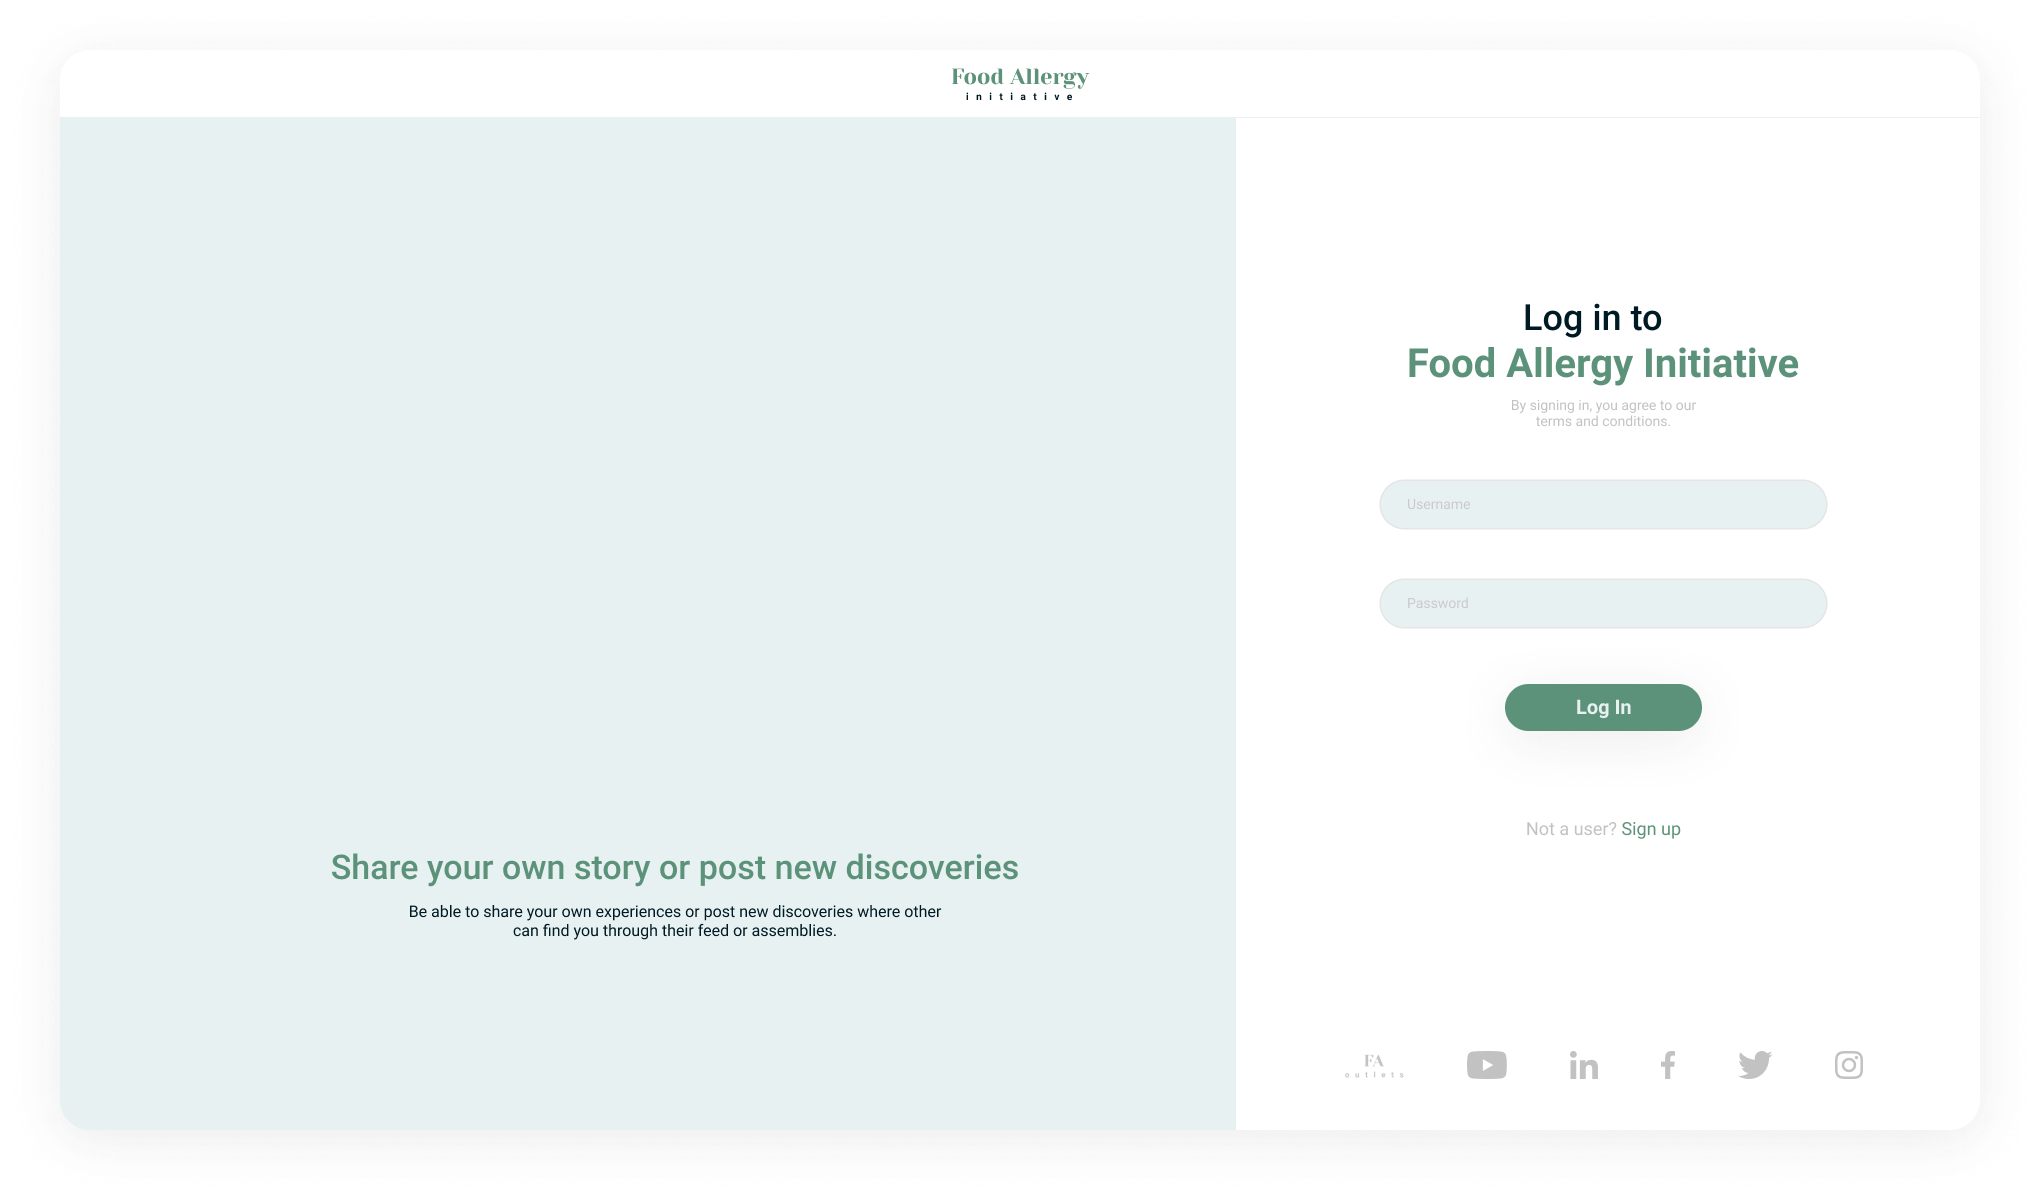 Food Allergy
initiative
Log in to
Food Allergy Initiative
By signing in, you agree to our
terms and conditions.
Username
Password
Log In
Not a user? Sign up
Share your own story or post new discoveries
Be able to share your own experiences or post new discoveries where other
can find you through their feed or assemblies.
FA
outlets